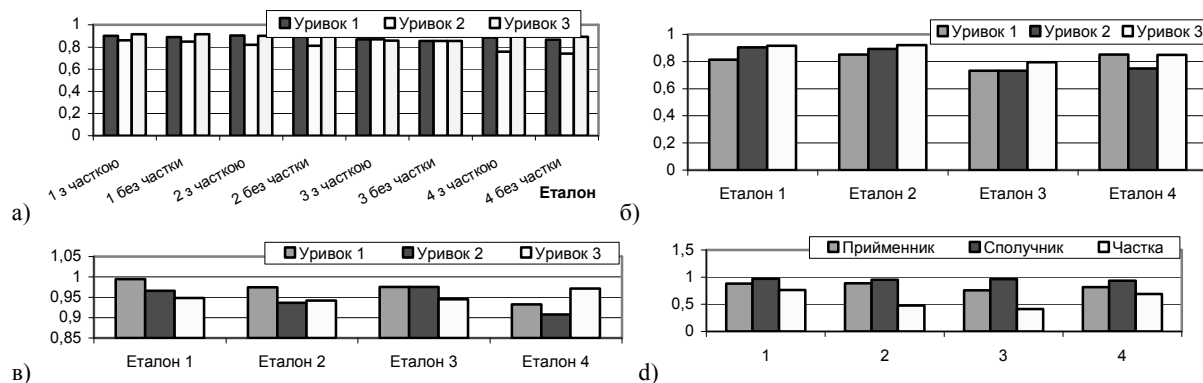 Уривок 1 Уривок 2 Уривок 3
1
0,8
0,6
0,4
0,2
0
1 з часткою
1 без частки
2 з часткою
2 без частки
3 з часткою
3 без частки
4 з часткою
4 без частки
Еталон
а)
Уривок 1 Уривок 2 Уривок 3
1
0,8
0,6
0,4
0,2
0
Еталон 1 Еталон 2 Еталон 3 Еталон 4
б)
Уривок 1 Уривок 2 Уривок 3
1,05
1
0,95
0,9
0,85
Еталон 1 Еталон 2 Еталон 3 Еталон 4
в)
Прийменник Сполучник Частка
1,5
1
0,5
0
1 2 3 4
d)